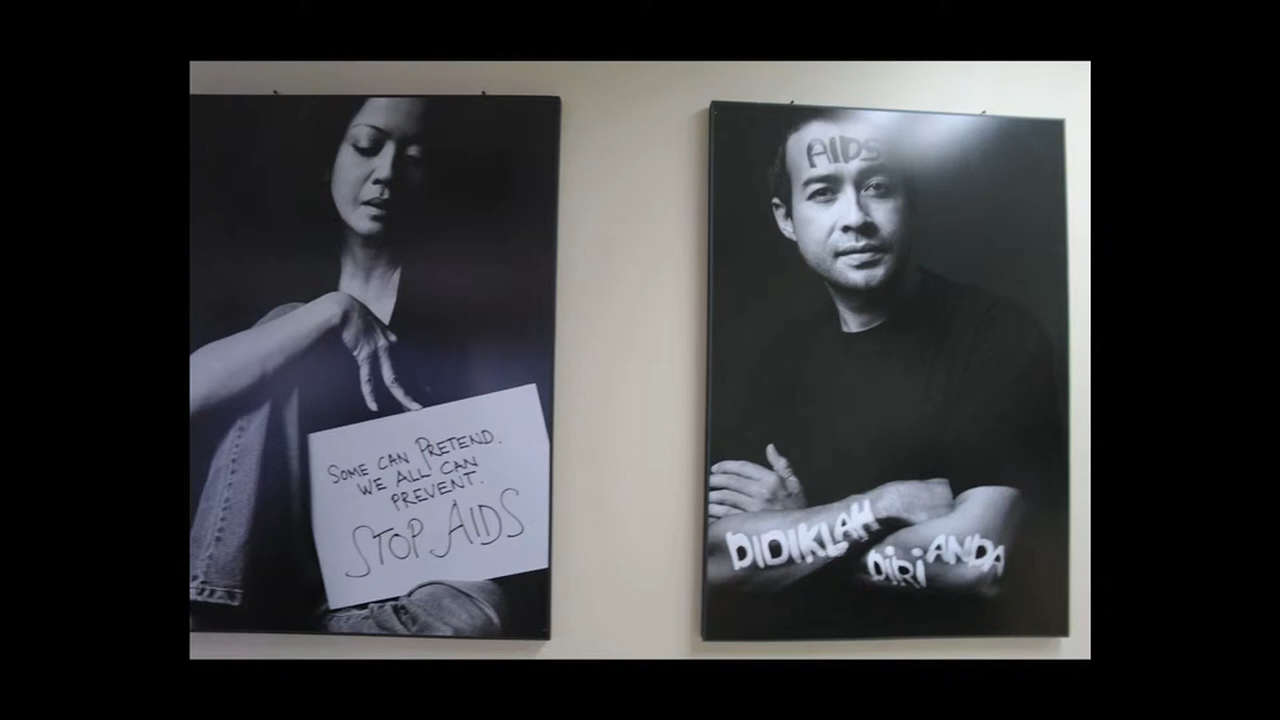 SOME CAN PRETEND.
WE ALL CAN
PREVENT.
STOP AIDS
AIDS
DIDIKLAH
DIRI ANDA